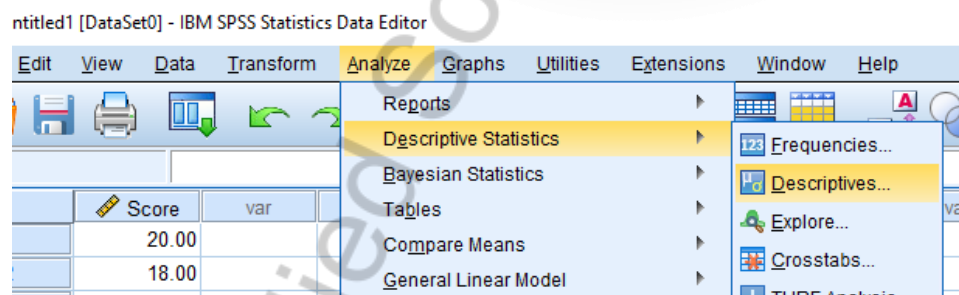 ntitled1 [DataSet0] - IBM SPSS Statistics Data Editor
Edit View Data Transform Analyze Graphs Utilities Extensions Window Help
Reports
Descriptive Statistics
Bayesian Statistics
Tables
Compare Means
General Linear Model
A
123 Frequencies...
Descriptives...
Explore...
Crosstabs...
Score var
20.00
18.00
va